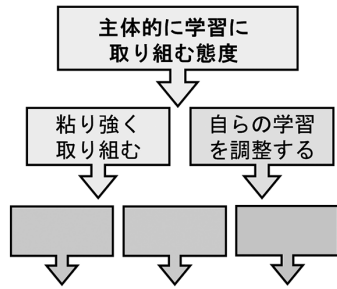 主体的に学習に
取り組む態度
粘り強く
取り組む
自らの学習
を調整する